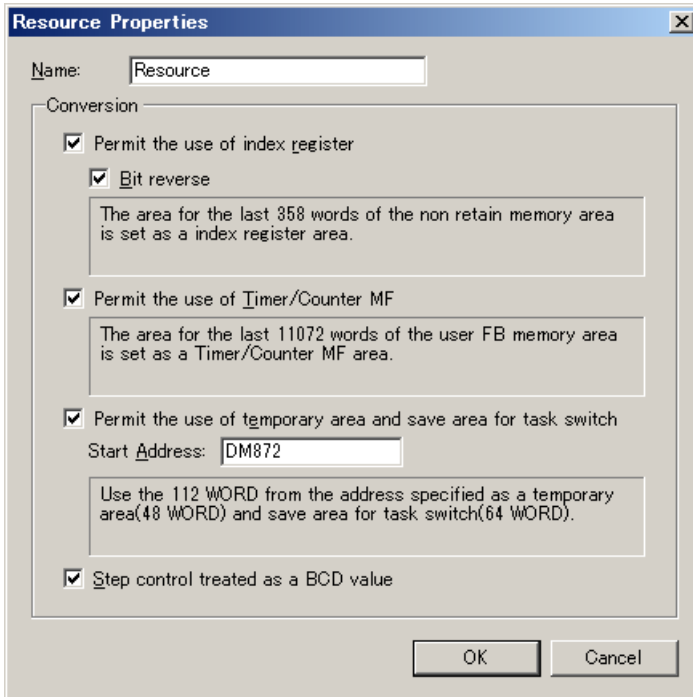 Resource Properties
Name: Resource
Conversion
Permit the use of index register
Bit reverse
The area for the last 358 words of the non retain memory area
is set as a index register area.
Permit the use of Timer/Counter MF
The area for the last 11072 words of the user FB memory area
is set as a Timer/Counter MF area.
Permit the use of temporary area and save area for task switch
Start Address: DM872
Use the 112 WORD from the address specified as a temporary
area(48 WORD) and save area for task switch(64 WORD).
Step control treated as a BCD value
OK Cancel